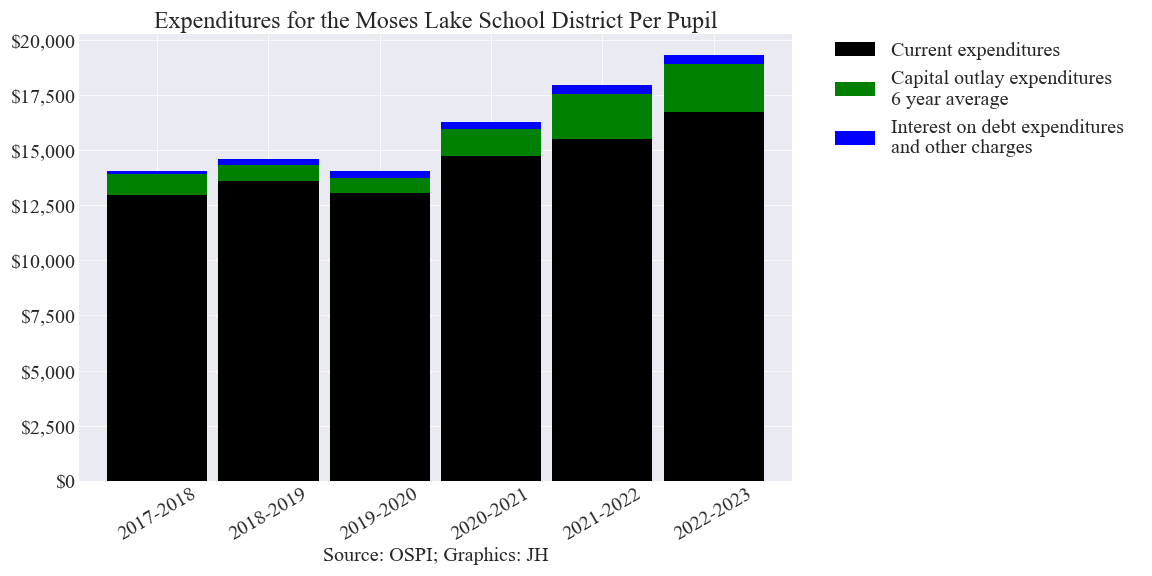 Expenditures for the Moses Lake School District Per Pupil
$20,000
$17,500
$15,000
$12,500
$10,000
$7,500
$5,000
$2,500
$0
2017-2018
2018-2019
2019-2020
2020-2021
2021-2022
2022-2023
Source: OSPI; Graphics: JH
Current expenditures
Capital outlay expenditures
6 year average
Interest on debt expenditures
and other charges